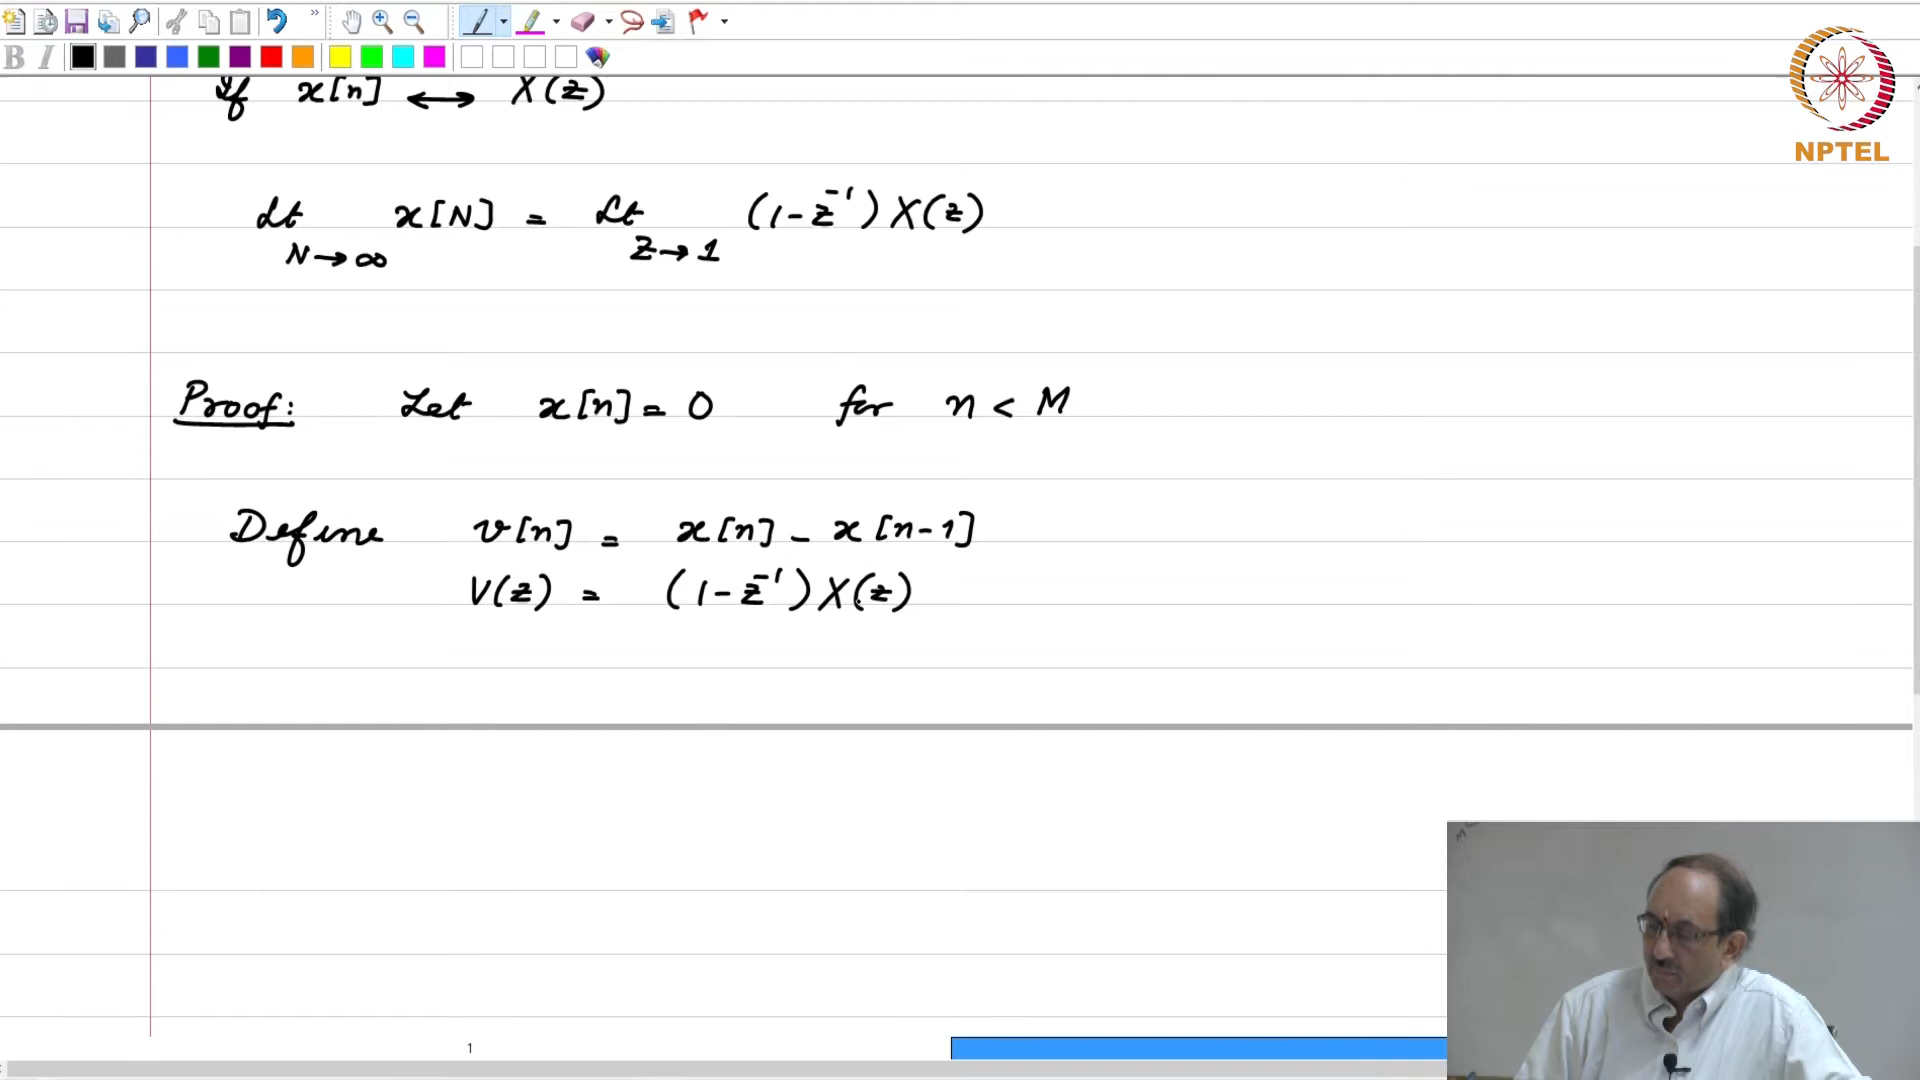 B I
If x[n] ⟷ X(z)
NPTEL
Lt x[N] = Lt (1-z⁻¹) X(z)
N→∞ z→1
Proof: Let x[n] = 0 for n < M
Define v[n] = x[n] - x[n-1]
V(z) = (1-z⁻¹) X(z)
1